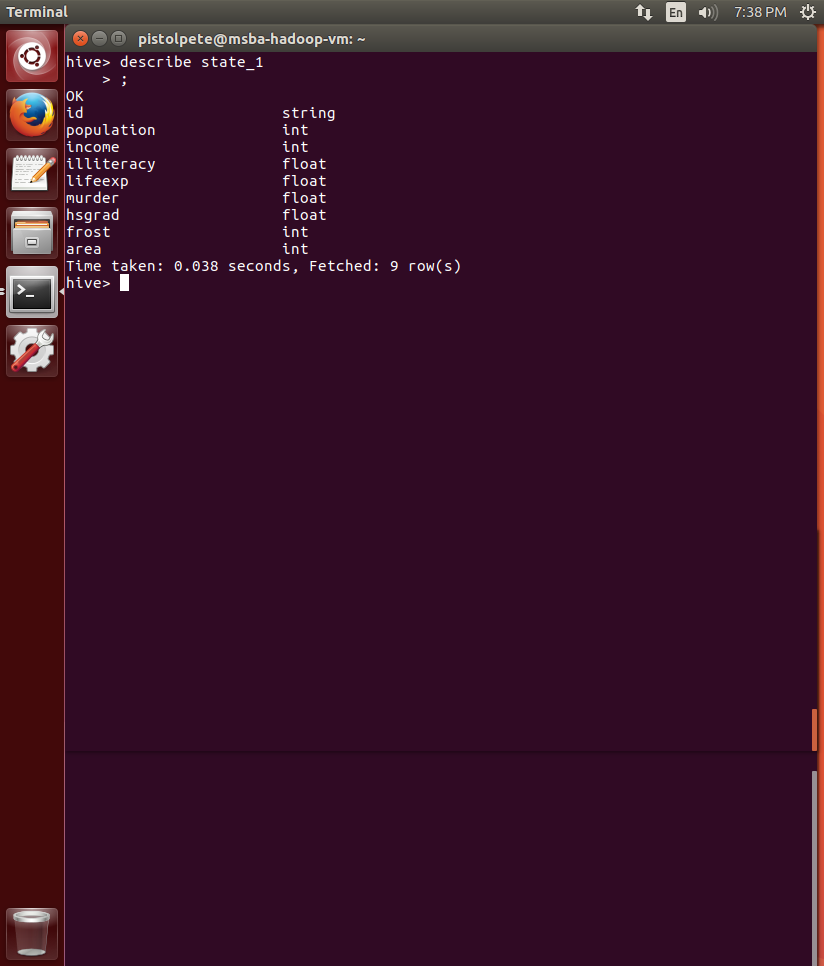 Terminal
En
7:38 PM
pistolpete@msba-hadoop-vm: ~
hive> describe state_1
    > ;
OK
id                      string
population              int
income                  int
illiteracy              float
lifeexp                 float
murder                  float
hsgrad                  float
frost                   int
area                    int
Time taken: 0.038 seconds, Fetched: 9 row(s)
hive>